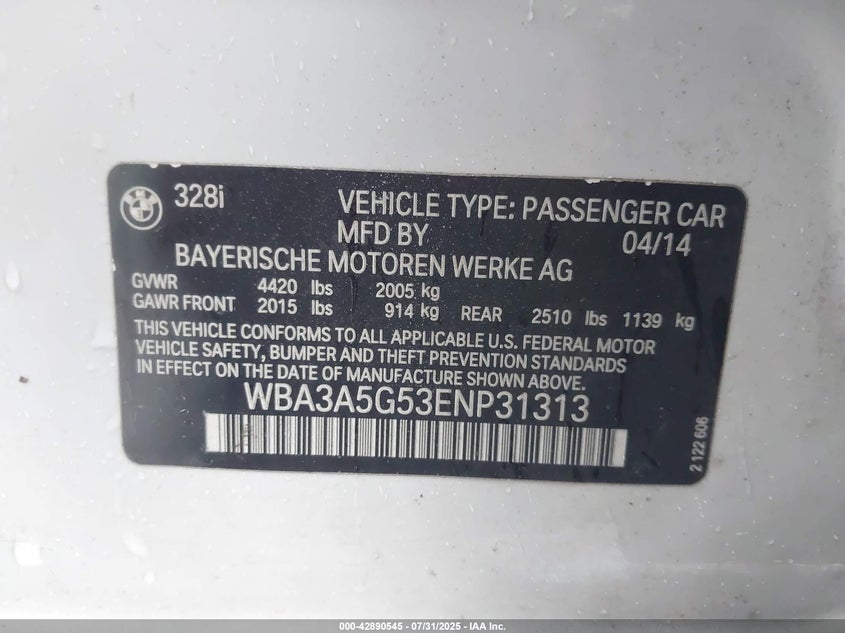 328i
VEHICLE TYPE: PASSENGER CAR
MFD BY 04/14
BAYERISCHE MOTOREN WERKE AG
GVWR 4420 lbs 2005 kg
GAWR FRONT 2015 lbs 914 kg REAR 2510 lbs 1139 kg
THIS VEHICLE CONFORMS TO ALL APPLICABLE U.S. FEDERAL MOTOR
VEHICLE SAFETY, BUMPER AND THEFT PREVENTION STANDARDS
IN EFFECT ON THE DATE OF MANUFACTURE SHOWN ABOVE.
WBA3A5G53ENP31313
2 122 606
000-42890545 - 07/31/2025 - IAA Inc.